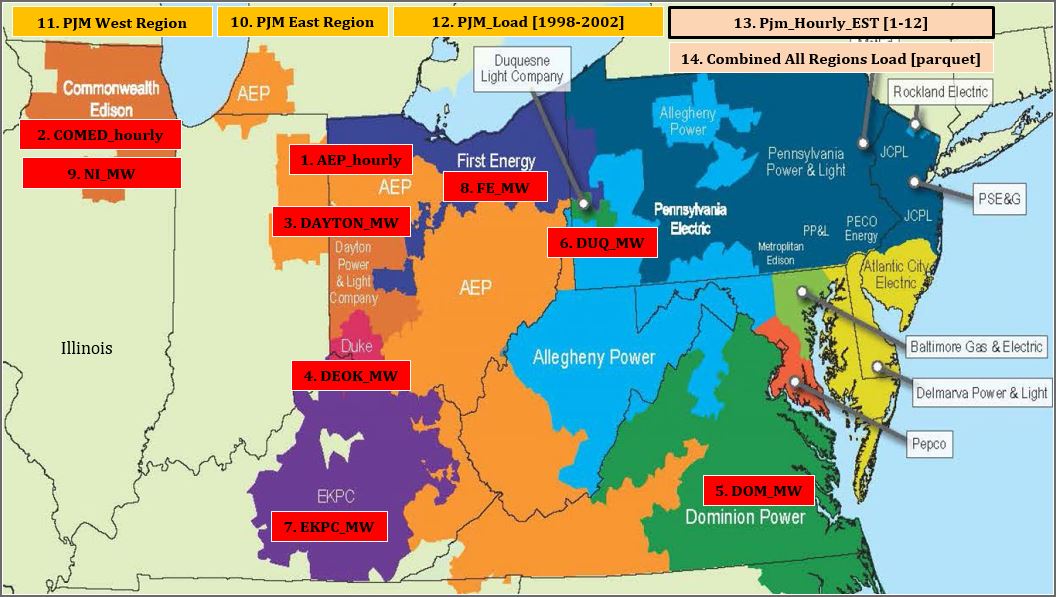 11. PJM West Region
10. PJM East Region
12. PJM_Load [1998-2002]
13. Pjm_Hourly_EST [1-12]
14. Combined All Regions Load [parquet]
Duquesne
Light Company
Commonwealth
Edison
AEP
Rockland Electric
Allegheny
Power
2. COMED_hourly
1. AEP_hourly
First Energy
Pennsylvania
Power & Light
JCPL
9. NI_MW
AEP
8. FE_MW
PSE&G
3. DAYTON_MW
Pennsylvania
Electric
JCPL
PECO
Energy
PP&L
6. DUQ_MW
Metropolitan
Edison
Dayton
Power
& Light
Company
Atlantic City
Electric
AEP
Illinois
Duke
Allegheny Power
Baltimore Gas & Electric
4. DEOK_MW
Delmarva Power & Light
Pepco
EKPC
5. DOM_MW
7. EKPC_MW
Dominion Power